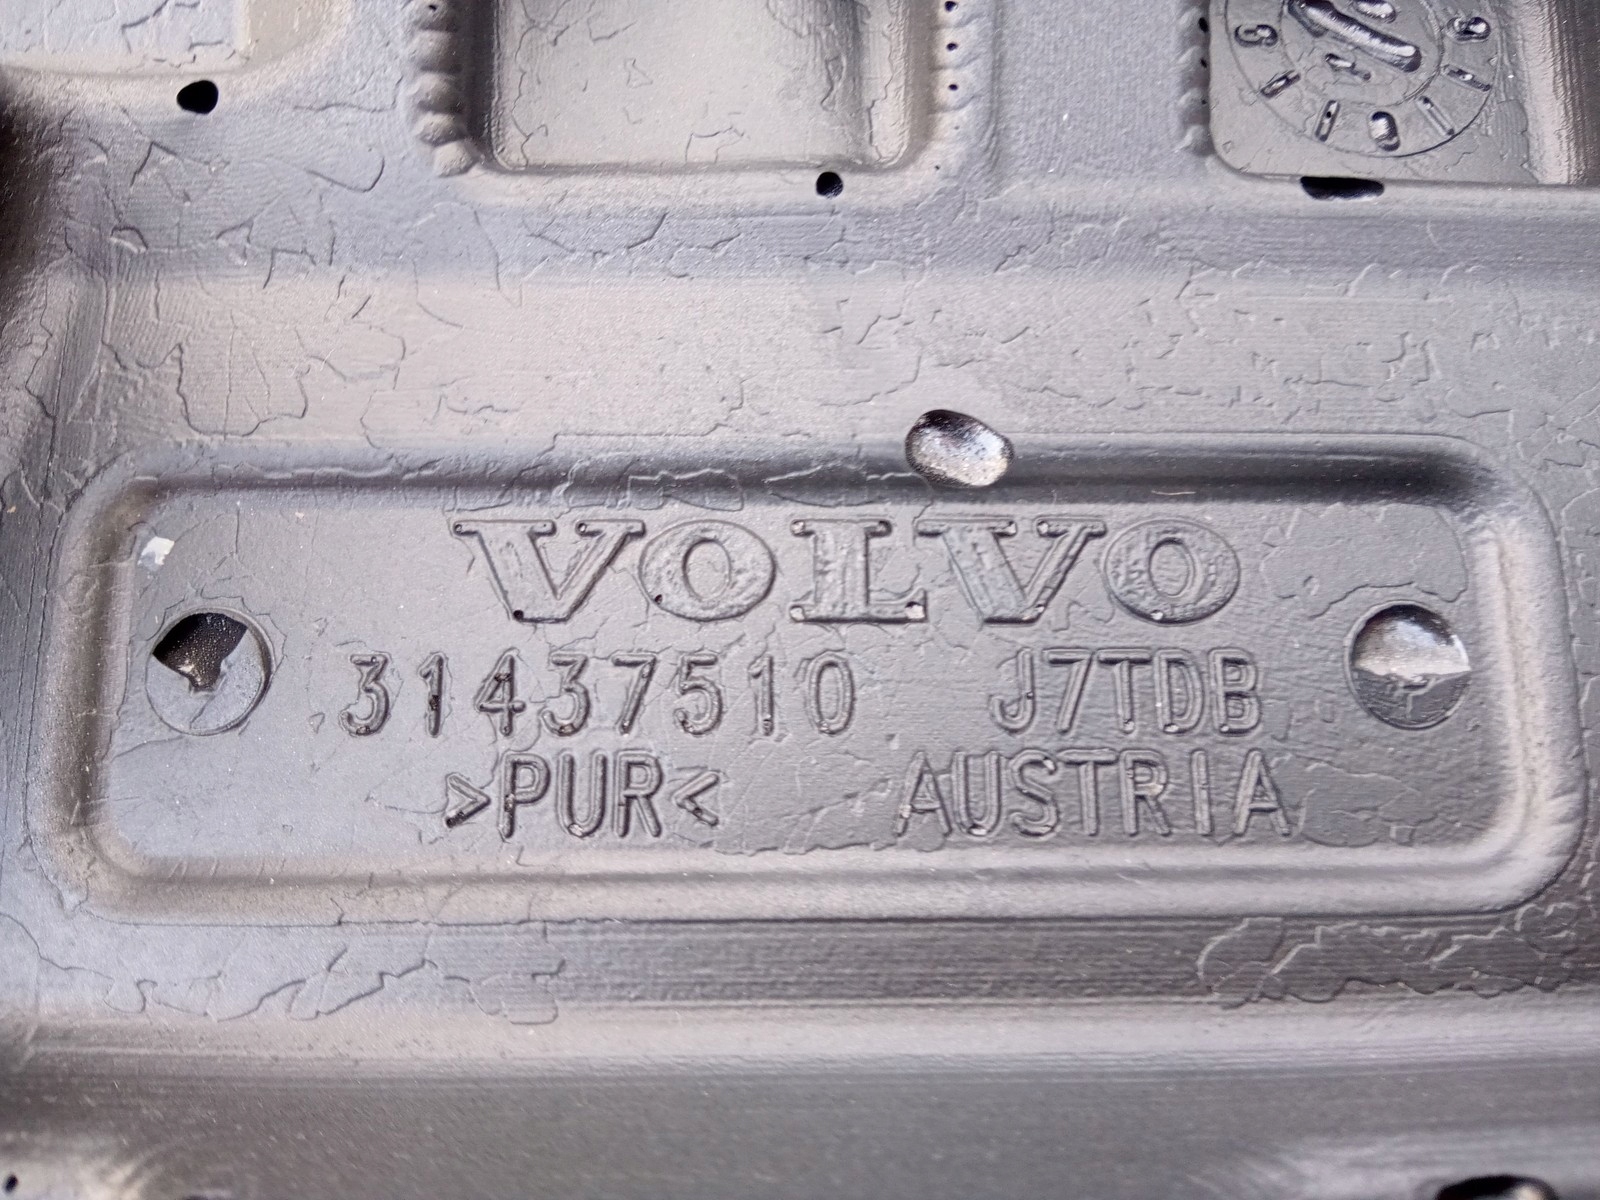 VOLVO
31437510 J7TDB
>PUR< AUSTRIA